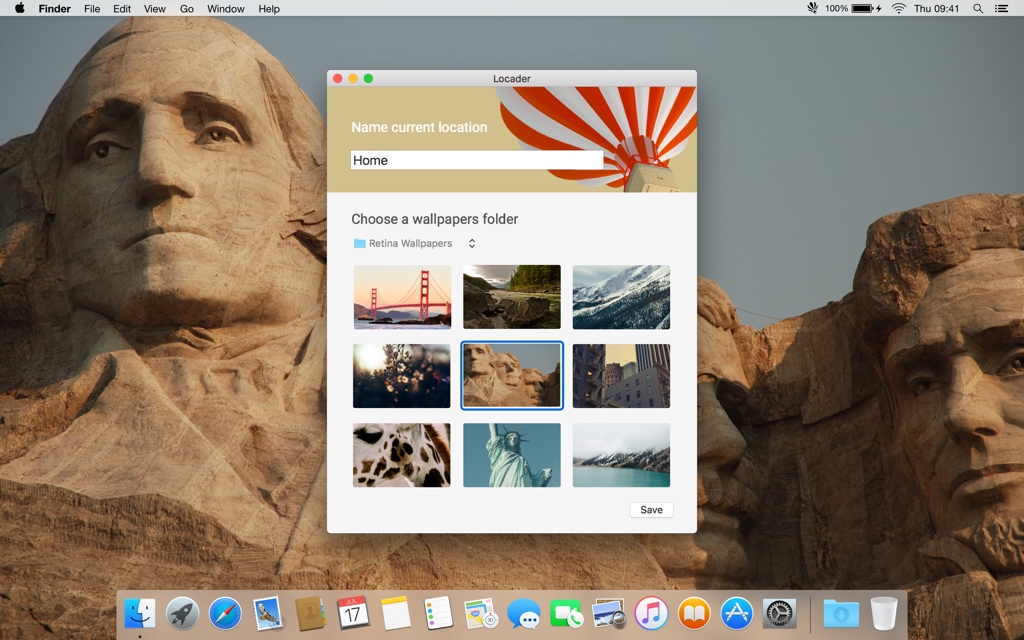 Finder File Edit View Go Window Help 100% Thu 09:41
Locader
Name current location
Home
Choose a wallpapers folder
Retina Wallpapers
Save
JUL
17